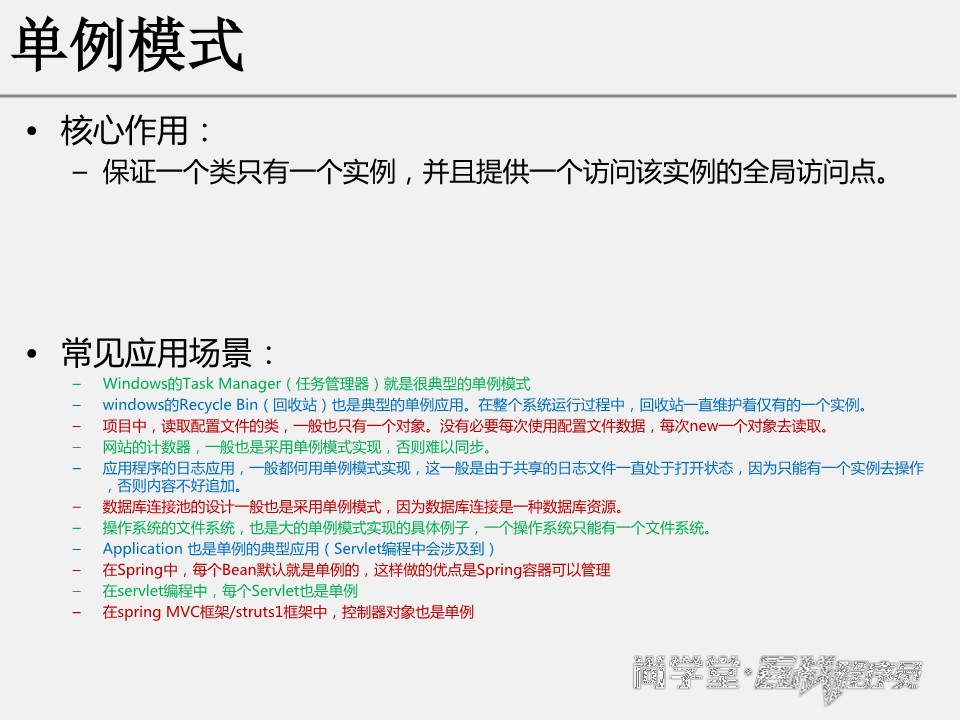 单例模式
• 核心作用：
– 保证一个类只有一个实例，并且提供一个访问该实例的全局访问点。
• 常见应用场景：
– Windows的Task Manager（任务管理器）就是很典型的单例模式
– windows的Recycle Bin（回收站）也是典型的单例应用。在整个系统运行过程中，回收站一直维护着仅有的一个实例。
– 项目中，读取配置文件的类，一般也只有一个对象。没有必要每次使用配置文件数据，每次new一个对象去读取。
– 网站的计数器，一般也是采用单例模式实现，否则难以同步。
– 应用程序的日志应用，一般都何用单例模式实现，这一般是由于共享的日志文件一直处于打开状态，因为只能有一个实例去操作
，否则内容不好追加。
– 数据库连接池的设计一般也是采用单例模式，因为数据库连接是一种数据库资源。
– 操作系统的文件系统，也是大的单例模式实现的具体例子，一个操作系统只能有一个文件系统。
– Application 也是单例的典型应用（Servlet编程中会涉及到）
– 在Spring中，每个Bean默认就是单例的，这样做的优点是Spring容器可以管理
– 在servlet编程中，每个Servlet也是单例
– 在spring MVC框架/struts1框架中，控制器对象也是单例
尚学堂·实战程序员